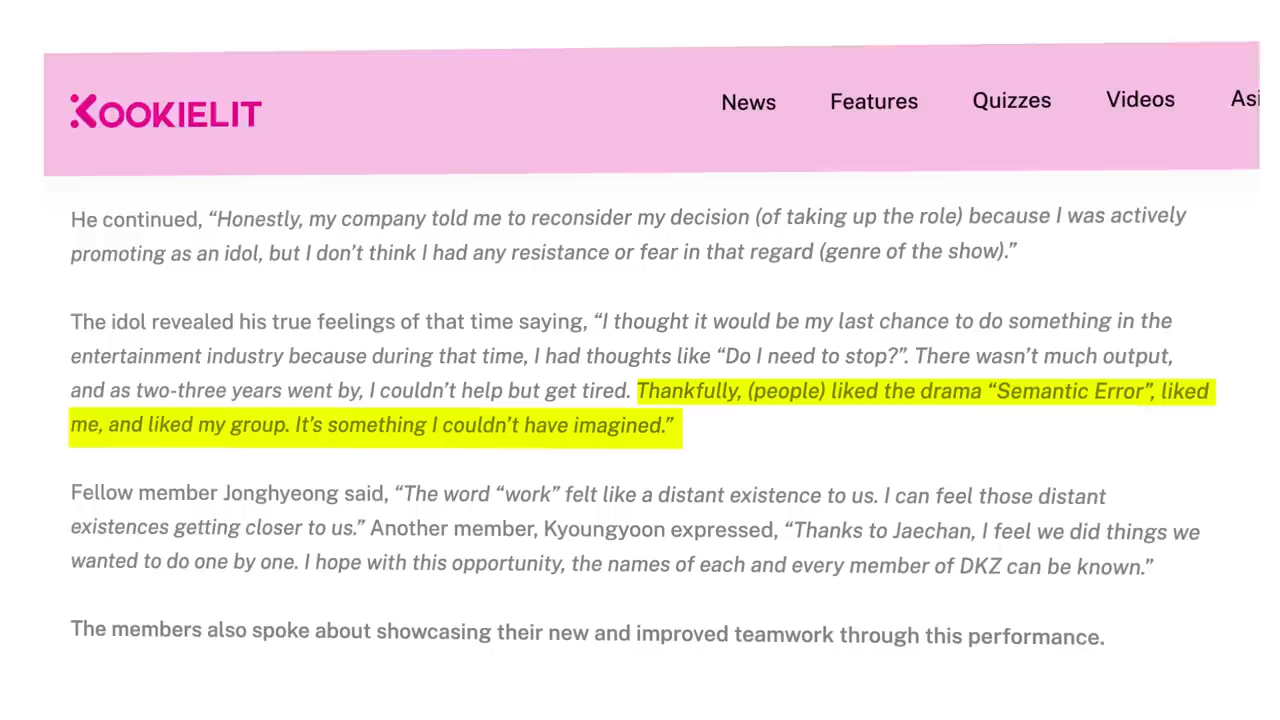 KOOKIELIT News Features Quizzes Videos Asi
He continued, “Honestly, my company told me to reconsider my decision (of taking up the role) because I was actively
promoting as an idol, but I don’t think I had any resistance or fear in that regard (genre of the show).”
The idol revealed his true feelings of that time saying, “I thought it would be my last chance to do something in the
entertainment industry because during that time, I had thoughts like “Do I need to stop?”. There wasn’t much output,
and as two-three years went by, I couldn’t help but get tired. Thankfully, (people) liked the drama “Semantic Error”, liked
me, and liked my group. It’s something I couldn’t have imagined.”
Fellow member Jonghyeong said, “The word “work” felt like a distant existence to us. I can feel those distant
existences getting closer to us.” Another member, Kyoungyoon expressed, “Thanks to Jaechan, I feel we did things we
wanted to do one by one. I hope with this opportunity, the names of each and every member of DKZ can be known.”
The members also spoke about showcasing their new and improved teamwork through this performance.